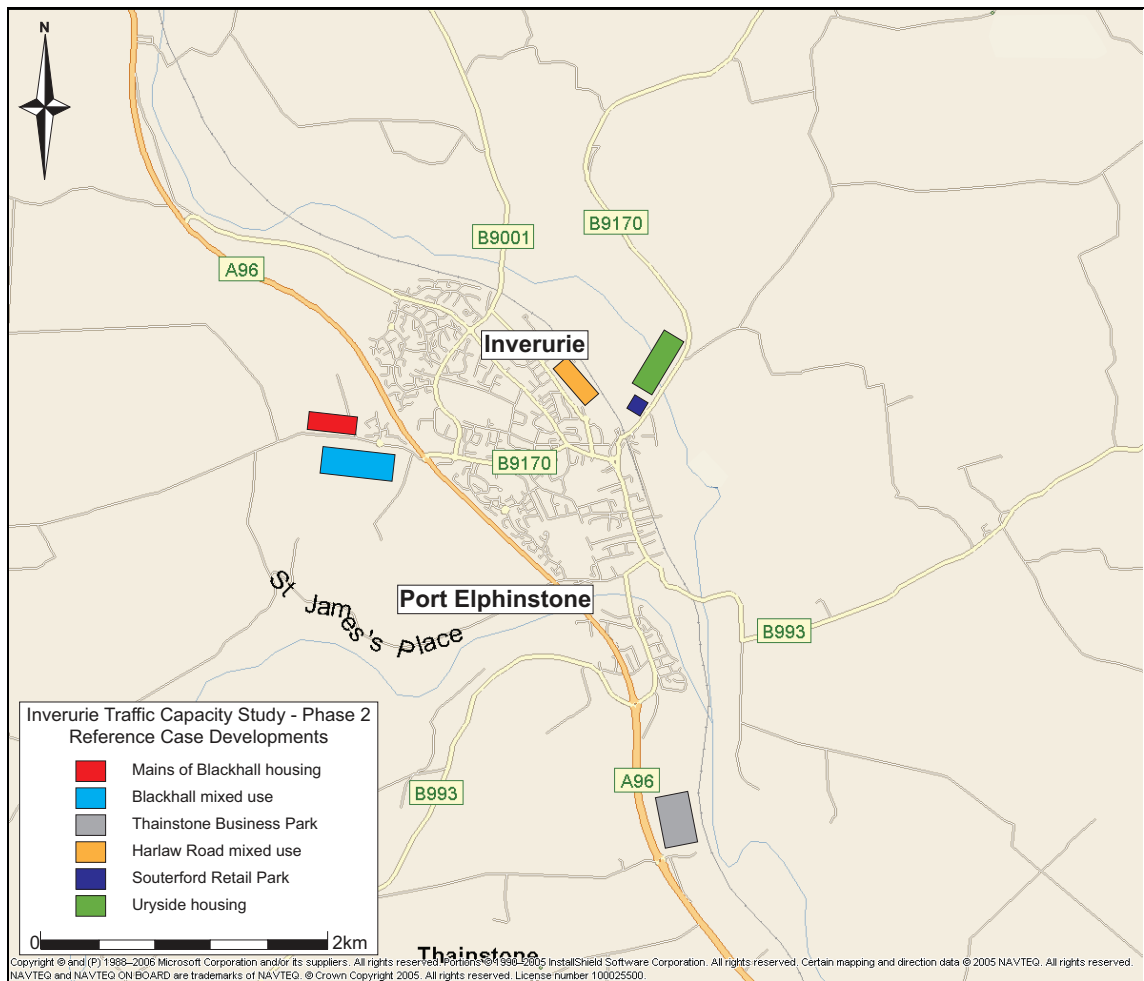 N
B9001
B9170
A96
Inverurie
B9170
Port Elphinstone
St James's Place
B993
A96
B993
Inverurie Traffic Capacity Study - Phase 2
Reference Case Developments
Mains of Blackhall housing
Blackhall mixed use
Thainstone Business Park
Harlaw Road mixed use
Souterford Retail Park
Uryside housing
0 2km
Thainstone
Copyright © and (P) 1988–2006 Microsoft Corporation and/or its suppliers. All rights reserved. Portions © 1990–2005 InstallShield Software Corporation. All rights reserved. Certain mapping and direction data © 2005 NAVTEQ. All rights reserved.
NAVTEQ and NAVTEQ ON BOARD are trademarks of NAVTEQ. © Crown Copyright 2005. All rights reserved. License number 100025500.